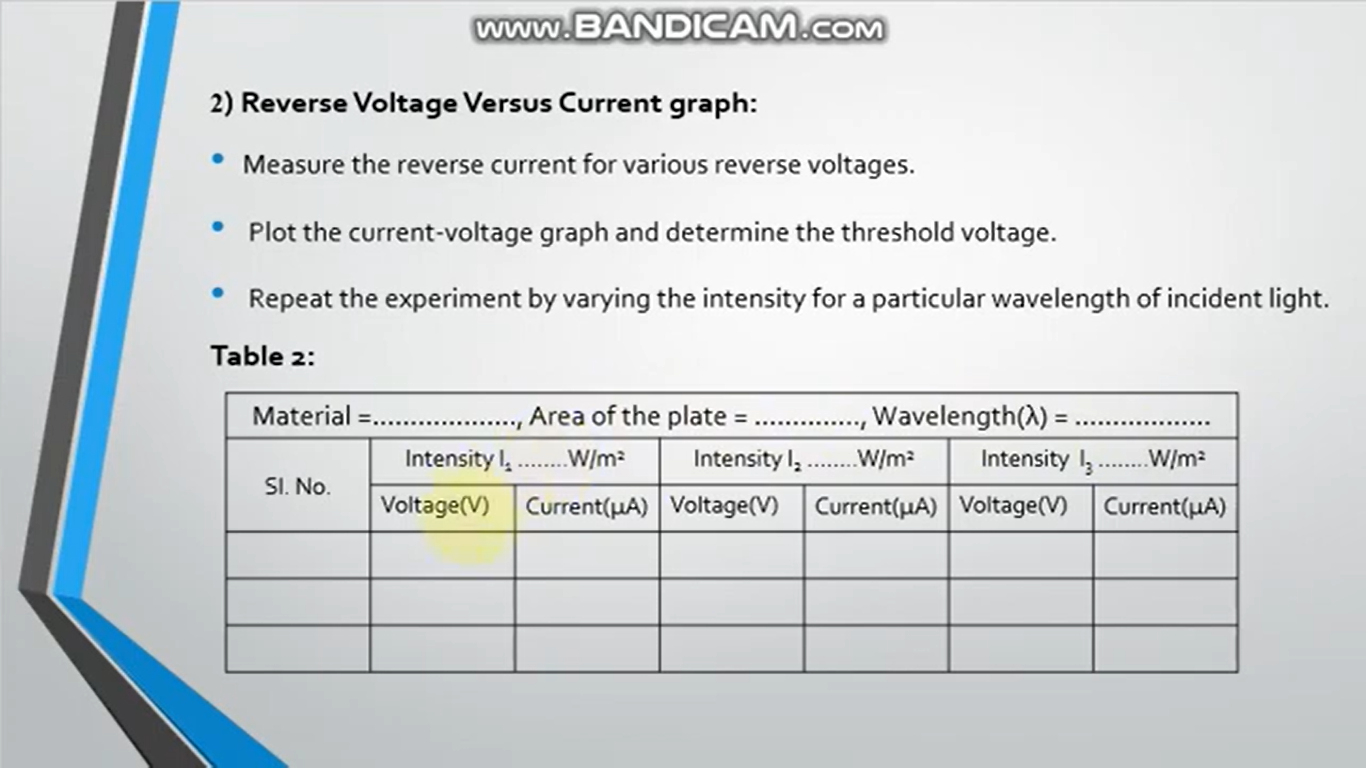 www.BANDICAM.com
2) Reverse Voltage Versus Current graph:
• Measure the reverse current for various reverse voltages.
• Plot the current-voltage graph and determine the threshold voltage.
• Repeat the experiment by varying the intensity for a particular wavelength of incident light.
Table 2:
Material =..................., Area of the plate = .............., Wavelength(λ) = ..................
Sl. No. Intensity I₁ ........W/m² Intensity I₂ ........W/m² Intensity I₃ ........W/m²
Voltage(V) Current(μA) Voltage(V) Current(μA) Voltage(V) Current(μA)